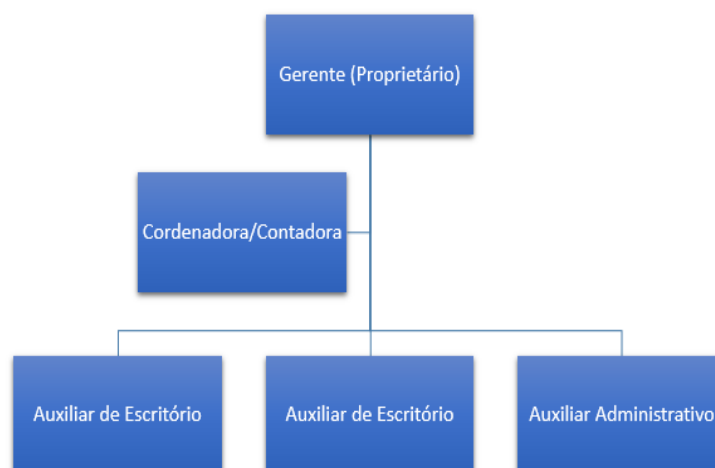 Gerente (Proprietário)
Cordenadora/Contadora
Auxiliar de Escritório
Auxiliar de Escritório
Auxiliar Administrativo